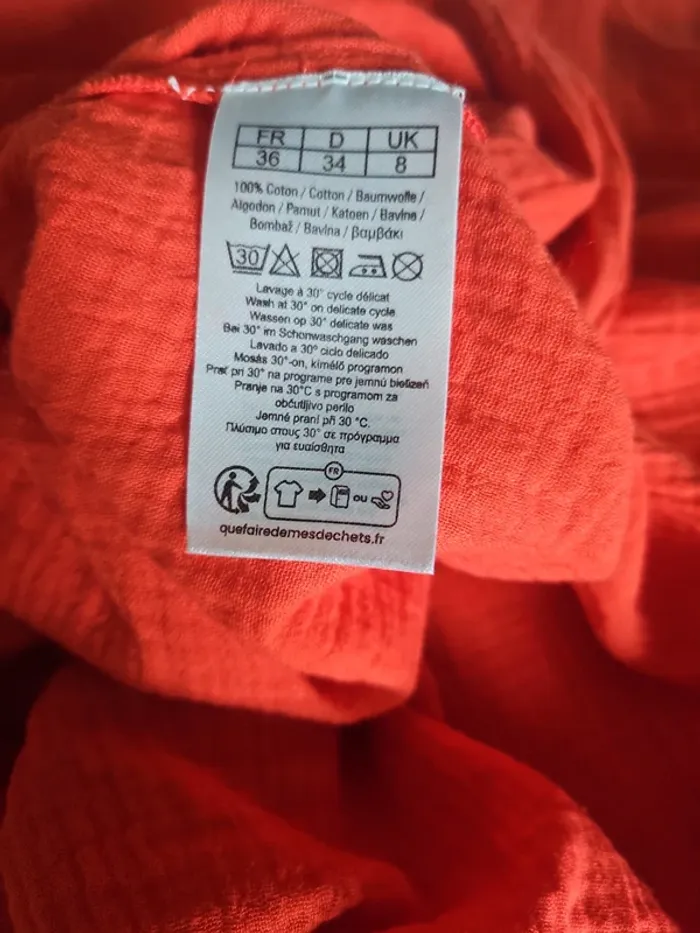 FR D UK
36 34 8
100% Coton / Cotton / Baumwolle /
Algodon / Pamut / Katoen / Bavlna /
Bombaž / Bavlna / βαμβάκι
30
Lavage à 30° cycle délicat
Wash at 30° on delicate cycle
Wassen op 30° delicate was
Bei 30° im Schonwaschgang waschen
Lavado a 30° ciclo delicado
Mosás 30°-on, kímélő programon
Prať pri 30° na programe pre jemnú bielizeň
Pranje na 30°C s programom za
občutljivo perilo
Jemné praní při 30 °C.
Πλύσιμο στους 30° σε πρόγραμμα
για ευαίσθητα
FR
ou
quefairedemesdechets.fr